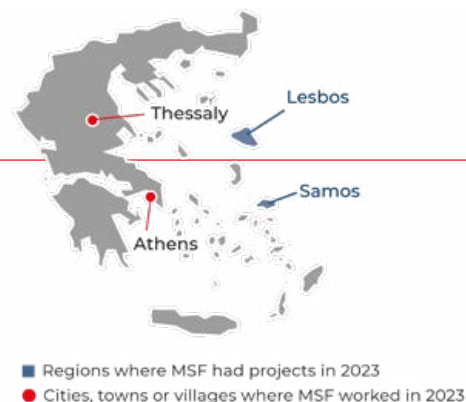 Lesbos
Thessaly
Samos
Athens
Regions where MSF had projects in 2023
Cities, towns or villages where MSF worked in 2023